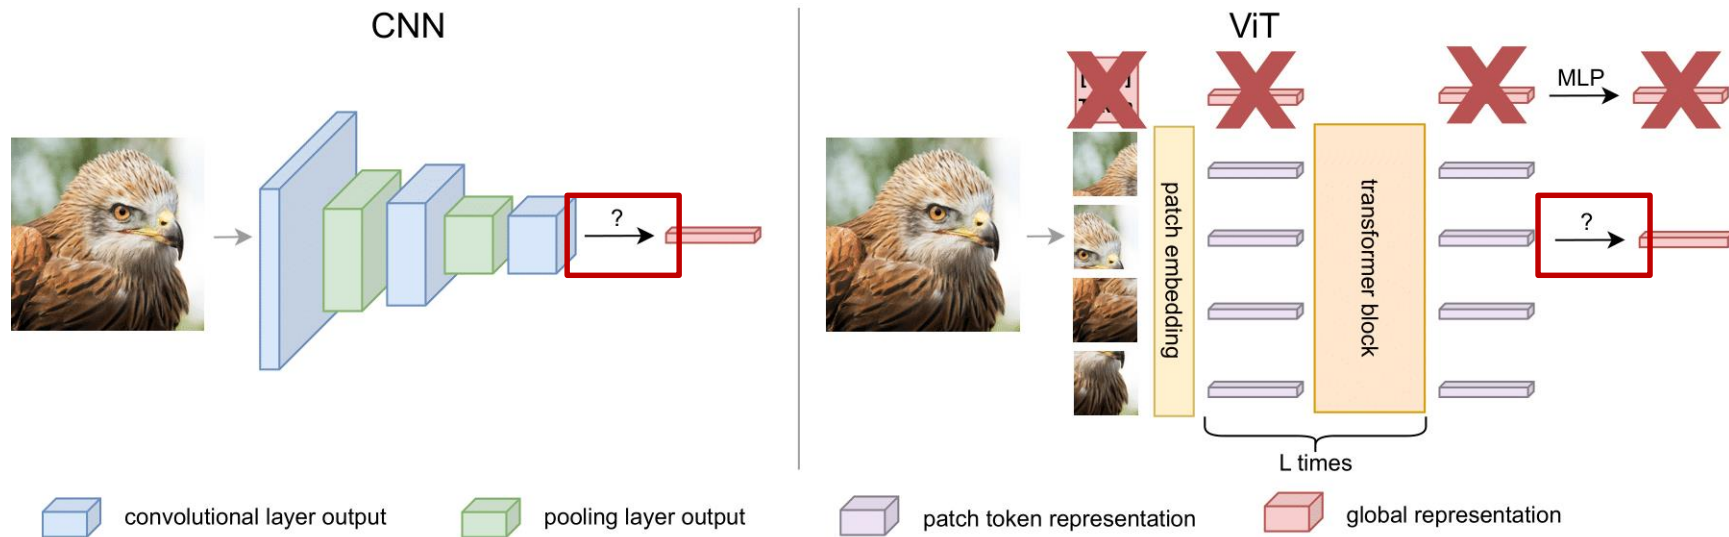 CNN
ViT
MLP
?
?
patch embedding
transformer block
L times
convolutional layer output
pooling layer output
patch token representation
global representation